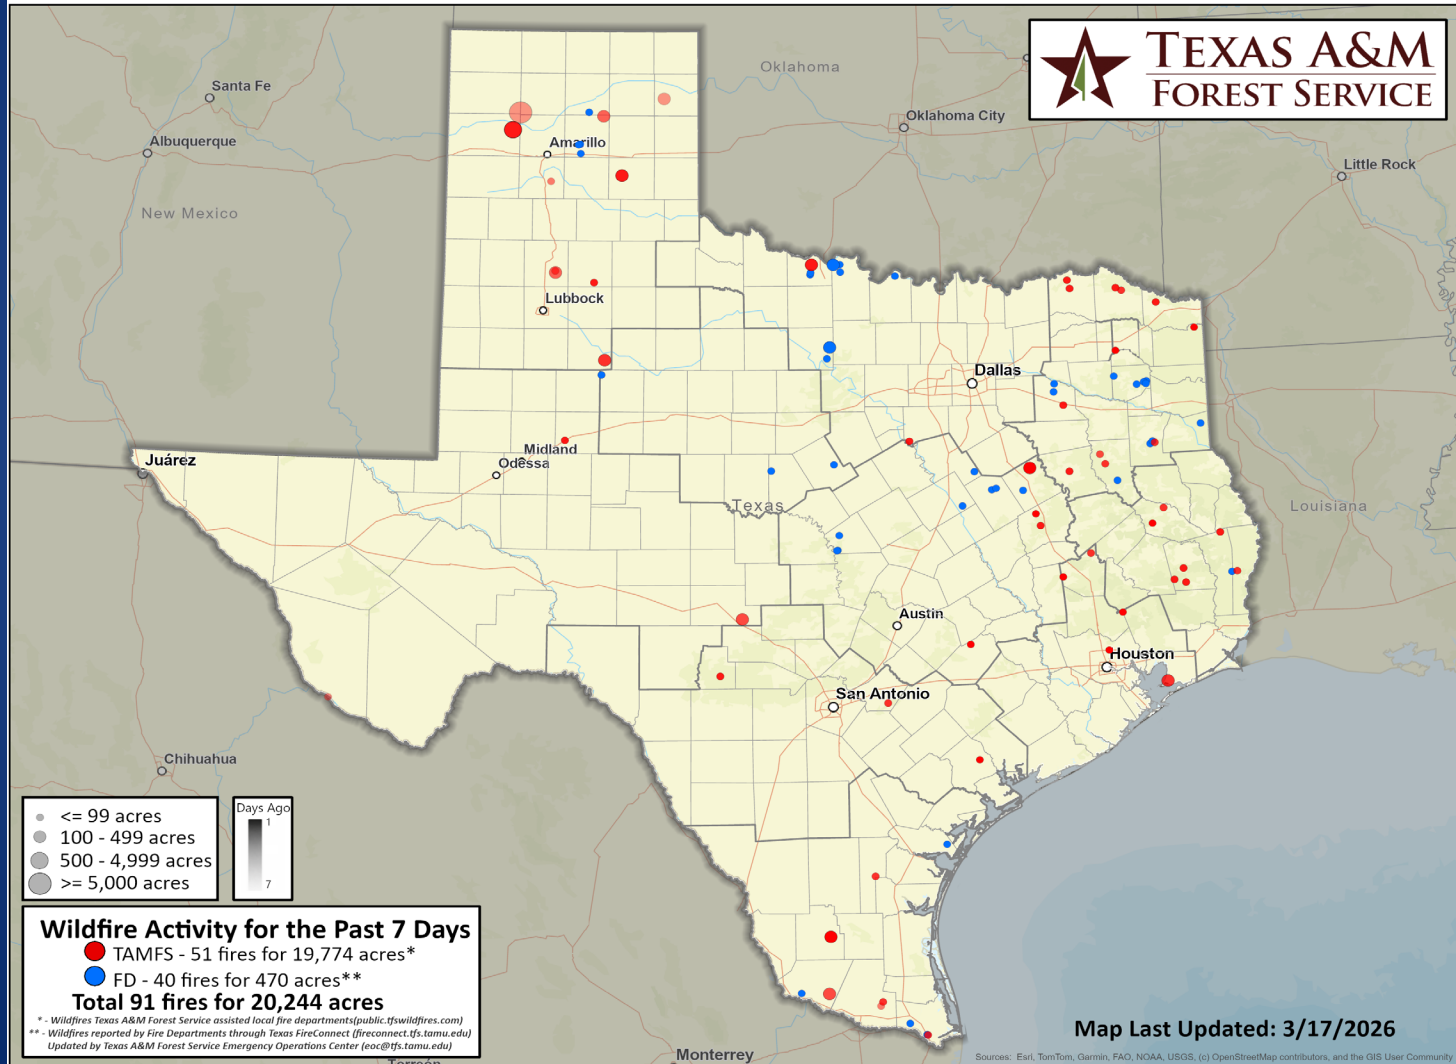 TEXAS A&M
FOREST SERVICE
Oklahoma
Santa Fe
Oklahoma City
Albuquerque
Amarillo
Little Rock
New Mexico
Lubbock
Dallas
Midland
Odessa
Juárez
Texas
Louisiana
Austin
Houston
San Antonio
Chihuahua
<= 99 acres
100 - 499 acres
500 - 4,999 acres
>= 5,000 acres
Days Ago
1
7
Wildfire Activity for the Past 7 Days
TAMFS - 51 fires for 19,774 acres*
FD - 40 fires for 470 acres**
Total 91 fires for 20,244 acres
* - Wildfires Texas A&M Forest Service assisted local fire departments(public.tfswildfires.com)
** - Wildfires reported by Fire Departments through Texas FireConnect (fireconnect.tfs.tamu.edu)
Updated by Texas A&M Forest Service Emergency Operations Center (eoc@tfs.tamu.edu)
Map Last Updated: 3/17/2026
Monterrey
Sources: Esri, TomTom, Garmin, FAO, NOAA, USGS, (c) OpenStreetMap contributors, and the GIS User Community